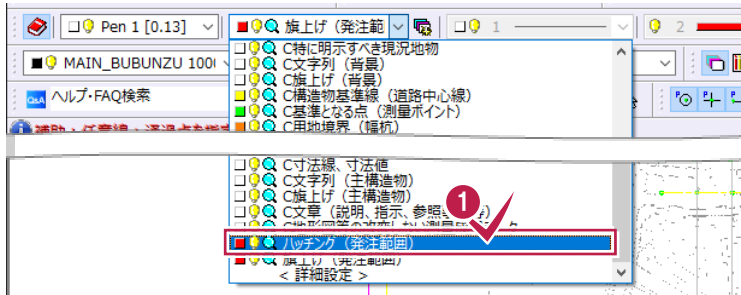 Pen 1 [0.13]
旗上げ（発注範
1
2
MAIN_BUBUNZU 100
Q&A ヘルプ・FAQ検索
C特に明示すべき現況地物
C文字列（背景）
C旗上げ（背景）
C構造物基準線（道路中心線）
C基準となる点（測量ポイント）
C用地境界（幅杭）
C寸法線、寸法値
C文字列（主構造物）
C旗上げ（主構造物）
C文章（説明、指示、参照
1
ハッチング（発注範囲）
旗上げ（発注範囲）
< 詳細設定 >